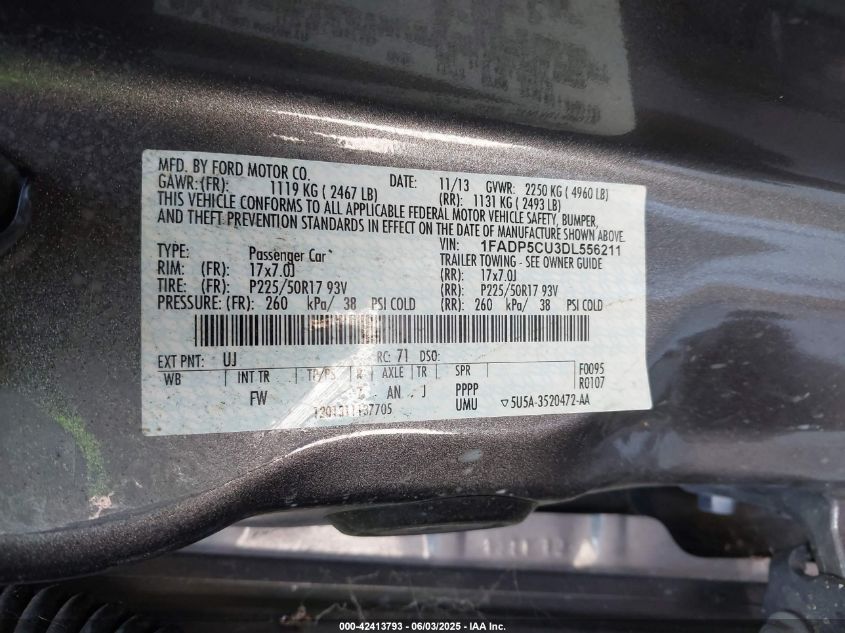 MFD. BY FORD MOTOR CO. DATE: 11/13 GVWR: 2250 KG ( 4960 LB)
GAWR:(FR): 1119 KG ( 2467 LB) (RR): 1131 KG ( 2493 LB)
THIS VEHICLE CONFORMS TO ALL APPLICABLE FEDERAL MOTOR VEHICLE SAFETY, BUMPER,
AND THEFT PREVENTION STANDARDS IN EFFECT ON THE DATE OF MANUFACTURE SHOWN ABOVE.
VIN: 1FADP5CU3DL556211
TYPE: Passenger Car TRAILER TOWING - SEE OWNER GUIDE
RIM: (FR): 17x7.0J (RR): 17x7.0J
TIRE: (FR): P225/50R17 93V (RR): P225/50R17 93V
PRESSURE: (FR): 260 kPa/ 38 PSI COLD (RR): 260 kPa/ 38 PSI COLD
EXT PNT: UJ RC: 71 DSO:
WB INT TR TP/PS R AXLE TR SPR F0095
R0107
FW AN J PPPP
UMU 5U5A-3520472-AA
000-42413793 - 06/03/2025 - IAA Inc.